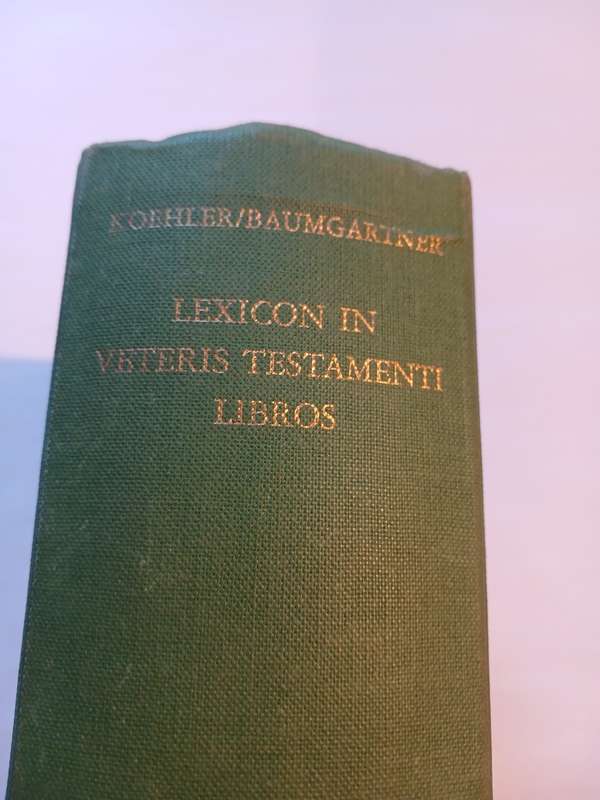 KOEHLER/BAUMGARTNER
LEXICON IN
VETERIS TESTAMENTI
LIBROS